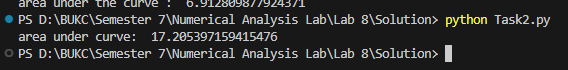 area under the curve :  6.912809877924371
PS D:\BUKC\Semester 7\Numerical Analysis Lab\Lab 8\Solution> python Task2.py
area under curve:  17.205397159415476
PS D:\BUKC\Semester 7\Numerical Analysis Lab\Lab 8\Solution>